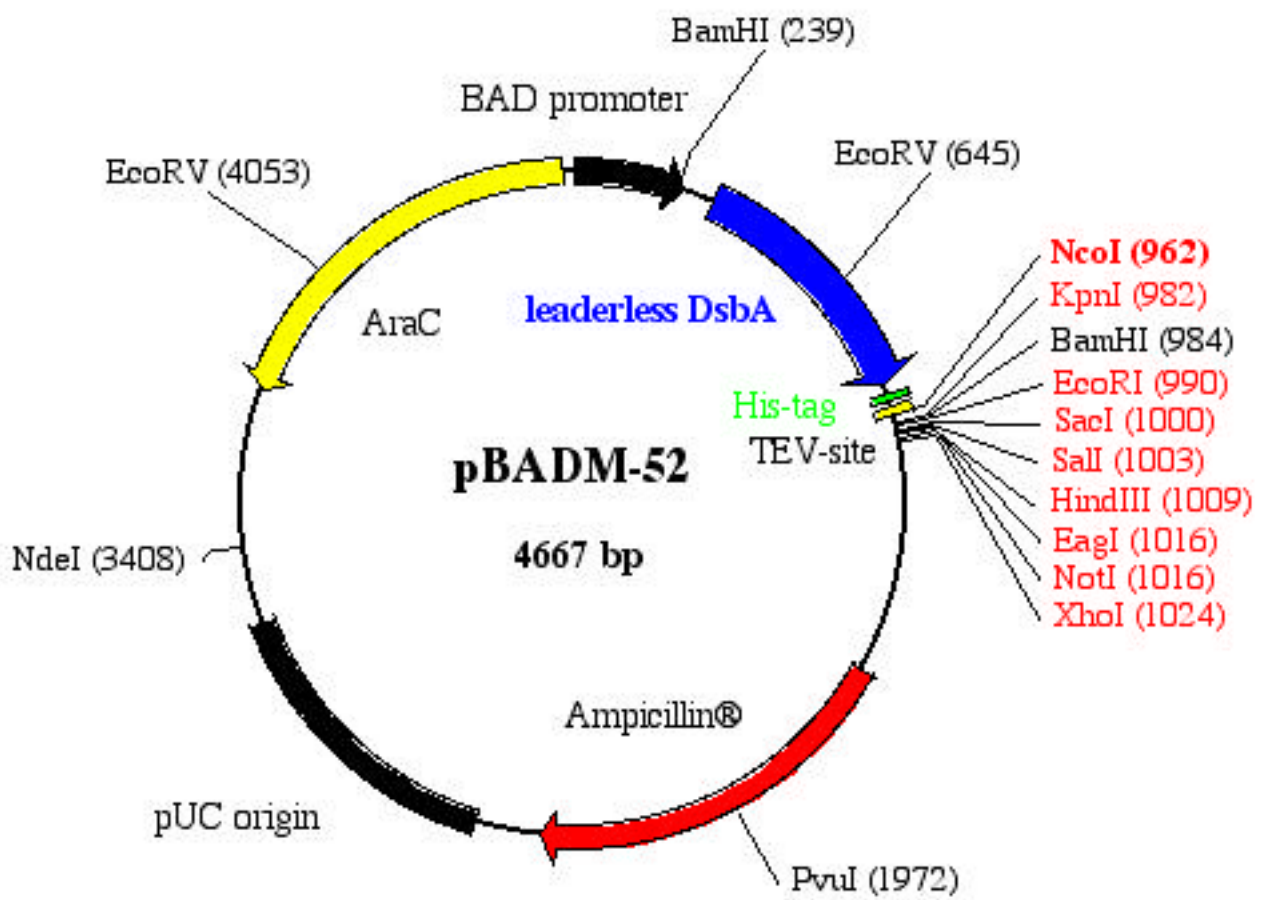 BamHI (239)
BAD promoter
EcoRV (4053)
EcoRV (645)
NcoI (962)
KpnI (982)
BamHI (984)
EcoRI (990)
SacI (1000)
SalI (1003)
HindIII (1009)
EagI (1016)
NotI (1016)
XhoI (1024)
AraC
leaderless DsbA
His-tag
TEV-site
pBADM-52
4667 bp
NdeI (3408)
Ampicillin®
pUC origin
PvuI (1972)